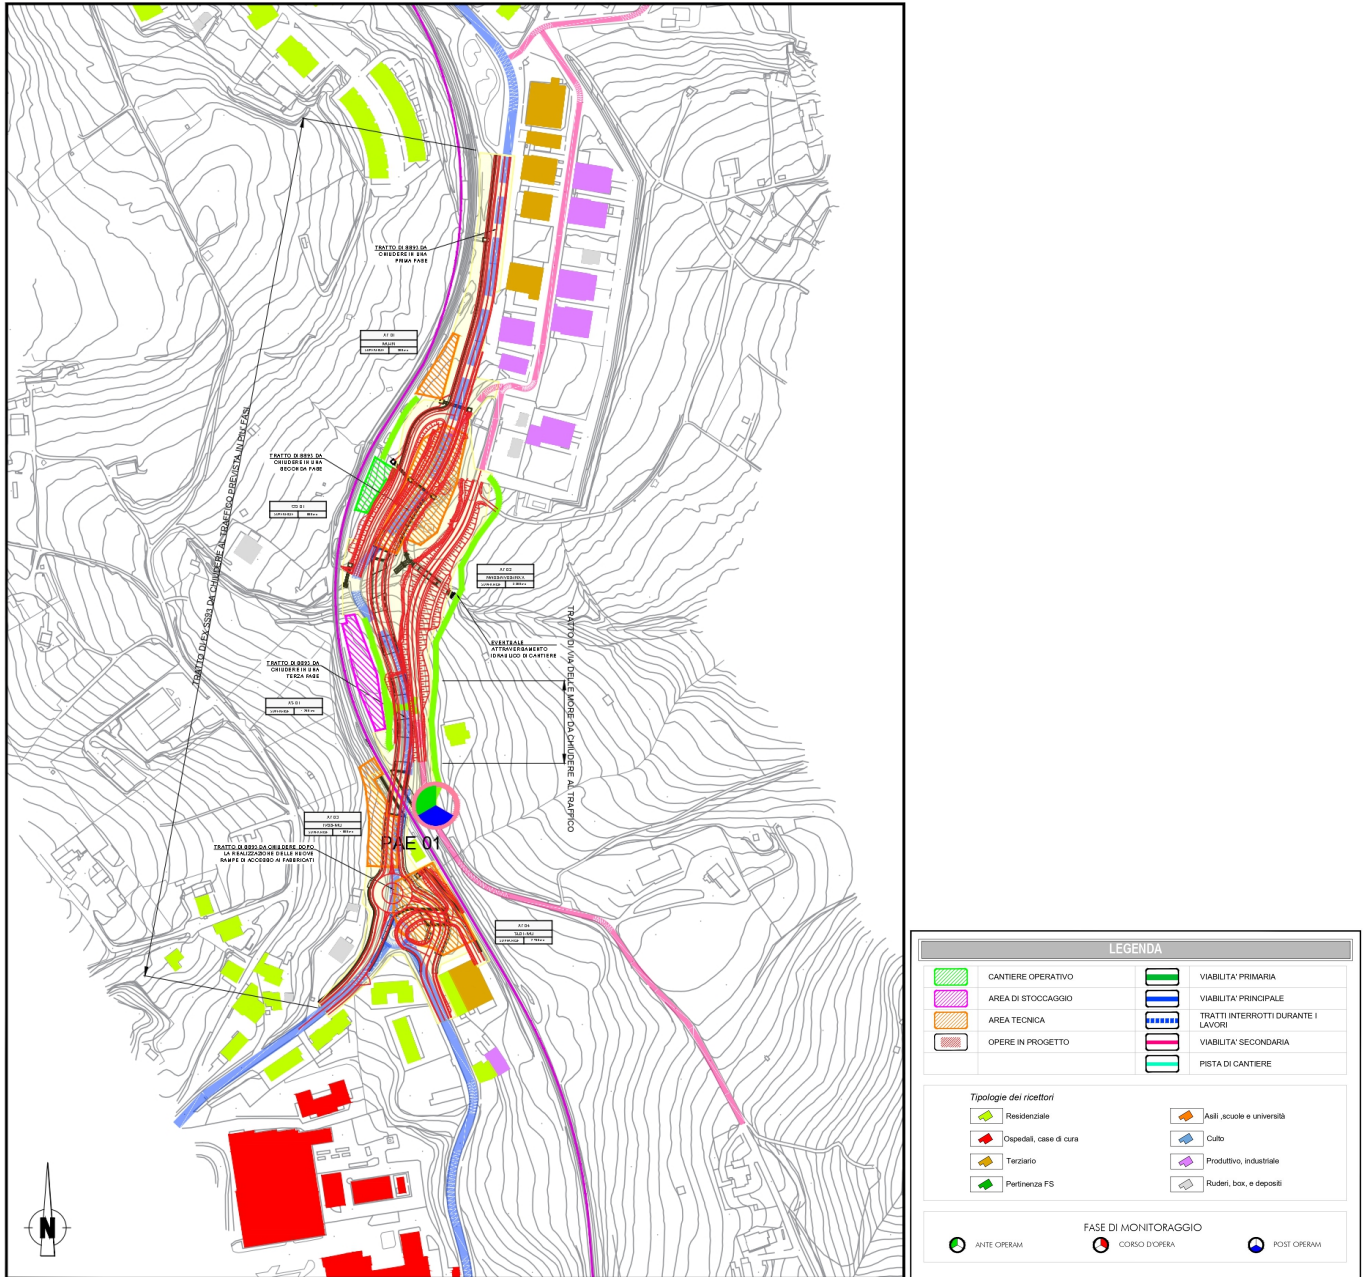 TRATTO DI SS93 DA
CHIUDERE IN UNA
PRIMA FASE
TRATTO DI SS93 DA
CHIUDERE IN UNA
SECONDA FASE
TRATTO DI EX SS93 DA CHIUDERE AL TRAFFICO PREVISTA IN PIU' FASI
EVENTUALE
ATTRAVERSAMENTO
IDRAULICO DI CANTIERE
TRATTO DI VIA DELLE MORE DA CHIUDERE AL TRAFFICO
TRATTO DI SS93 DA
CHIUDERE IN UNA
TERZA FASE
PAE 01
TRATTO DI SS93 DA CHIUDERE DOPO
LA REALIZZAZIONE DELLE NUOVE
RAMPE DI ACCESSO AI FABBRICATI
N
LEGENDA
CANTIERE OPERATIVO
AREA DI STOCCAGGIO
AREA TECNICA
OPERE IN PROGETTO
VIABILITA' PRIMARIA
VIABILITA' PRINCIPALE
TRATTI INTERROTTI DURANTE I
LAVORI
VIABILITA' SECONDARIA
PISTA DI CANTIERE
Tipologie dei ricettori
Residenziale
Ospedali, case di cura
Terziario
Pertinenza FS
Asili ,scuole e università
Culto
Produttivo, industriale
Ruderi, box, e depositi
FASE DI MONITORAGGIO
ANTE OPERAM
CORSO D'OPERA
POST OPERAM